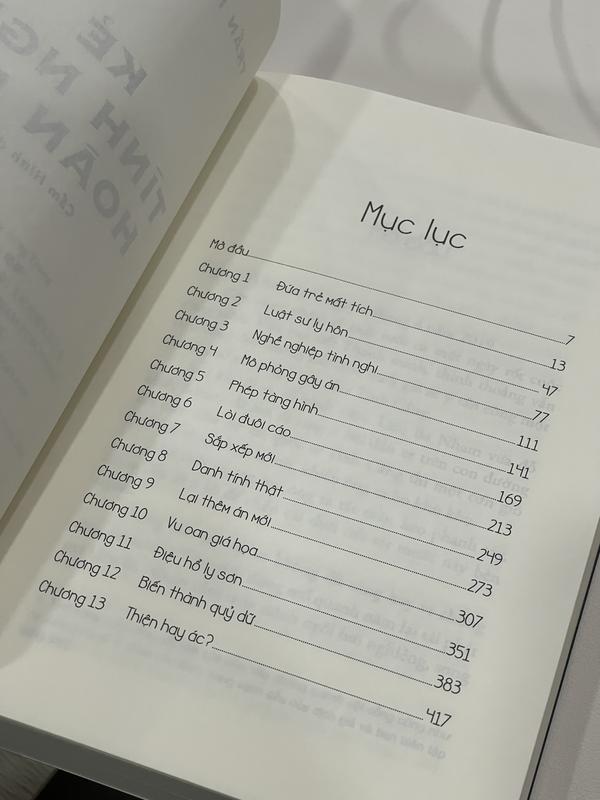 Mục lục
Mở đầu 7
Chương 1 Đứa trẻ mất tích 13
Chương 2 Luật sư ly hôn 47
Chương 3 Nghề nghiệp tình nghi 77
Chương 4 Mô phỏng gây án 111
Chương 5 Phép tàng hình 141
Chương 6 Lòi đuôi cáo 169
Chương 7 Sắp xếp mới 213
Chương 8 Danh tính thật 249
Chương 9 Lại thêm án mới 273
Chương 10 Vu oan giá họa 307
Chương 11 Điệu hổ ly sơn 351
Chương 12 Biến thành quỷ dữ 383
Chương 13 Thiện hay ác? 417